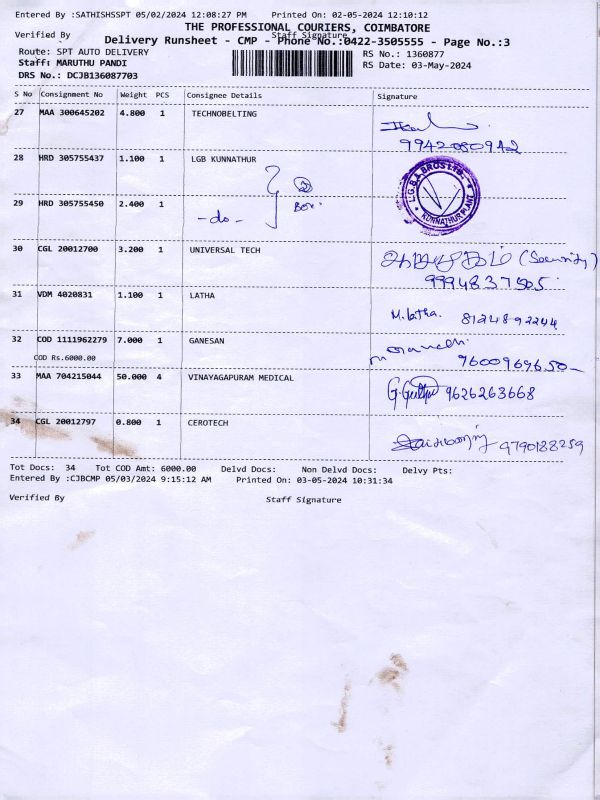 Entered By :SATHISHSSPT 05/02/2024 12:08:27 PM Printed On: 02-05-2024 12:10:12
THE PROFESSIONAL COURIERS, COIMBATORE
Verified By Staff Signature
Delivery Runsheet - CMP - Phone No.:0422-3505555 - Page No.:3
Route: SPT AUTO DELIVERY RS No.: 1360877
Staff: MARUTHU PANDI RS Date: 03-May-2024
DRS No.: DCJB136087703
S No Consignment No Weight PCS Consignee Details Signature
27 MAA 300645202 4.800 1 TECHNOBELTING
9942080912
28 HRD 305755437 1.100 1 LGB KUNNATHUR
L.G.B & BROS LTD. KUNNATHUR PLANT
29 HRD 305755450 2.400 1
-do- Box
30 CGL 20012700 3.200 1 UNIVERSAL TECH
(Security)
9994837505
31 VDM 4020831 1.100 1 LATHA
M. latha. 8124892244
32 COD 1111962279 7.000 1 GANESAN
COD Rs.6000.00
9600969650
33 MAA 704215044 50.000 4 VINAYAGAPURAM MEDICAL
9626263668
34 CGL 20012797 0.800 1 CEROTECH
9790188259
Tot Docs: 34 Tot COD Amt: 6000.00 Delvd Docs: Non Delvd Docs: Delvy Pts:
Entered By :CJBCMP 05/03/2024 9:15:12 AM Printed On: 03-05-2024 10:31:34
Verified By Staff Signature